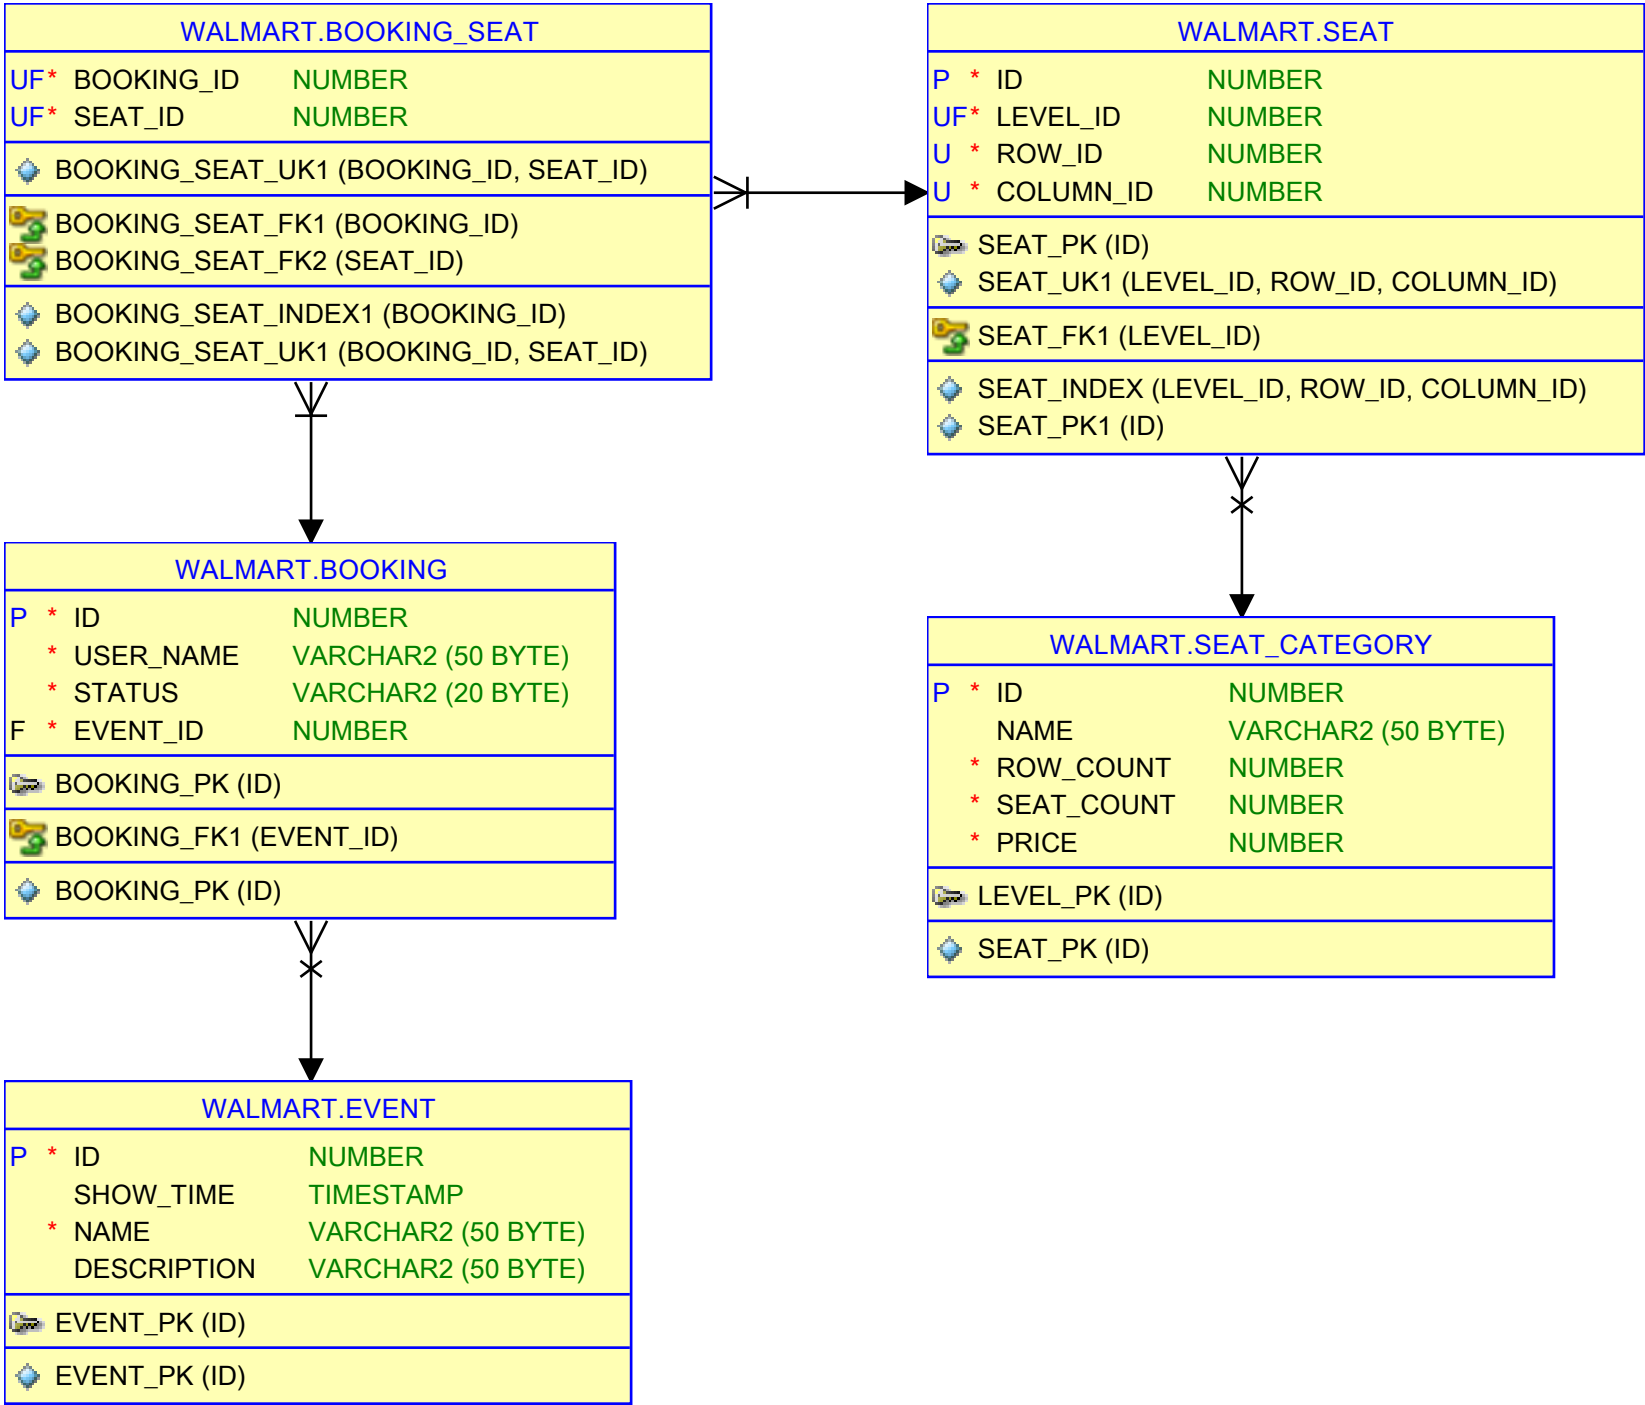 WALMART.BOOKING_SEAT
UF* BOOKING_ID NUMBER
UF* SEAT_ID NUMBER
BOOKING_SEAT_UK1 (BOOKING_ID, SEAT_ID)
BOOKING_SEAT_FK1 (BOOKING_ID)
BOOKING_SEAT_FK2 (SEAT_ID)
BOOKING_SEAT_INDEX1 (BOOKING_ID)
BOOKING_SEAT_UK1 (BOOKING_ID, SEAT_ID)
WALMART.SEAT
P * ID NUMBER
UF* LEVEL_ID NUMBER
U * ROW_ID NUMBER
U * COLUMN_ID NUMBER
SEAT_PK (ID)
SEAT_UK1 (LEVEL_ID, ROW_ID, COLUMN_ID)
SEAT_FK1 (LEVEL_ID)
SEAT_INDEX (LEVEL_ID, ROW_ID, COLUMN_ID)
SEAT_PK1 (ID)
WALMART.BOOKING
P * ID NUMBER
* USER_NAME VARCHAR2 (50 BYTE)
* STATUS VARCHAR2 (20 BYTE)
F * EVENT_ID NUMBER
BOOKING_PK (ID)
BOOKING_FK1 (EVENT_ID)
BOOKING_PK (ID)
WALMART.SEAT_CATEGORY
P * ID NUMBER
NAME VARCHAR2 (50 BYTE)
* ROW_COUNT NUMBER
* SEAT_COUNT NUMBER
* PRICE NUMBER
LEVEL_PK (ID)
SEAT_PK (ID)
WALMART.EVENT
P * ID NUMBER
SHOW_TIME TIMESTAMP
* NAME VARCHAR2 (50 BYTE)
DESCRIPTION VARCHAR2 (50 BYTE)
EVENT_PK (ID)
EVENT_PK (ID)